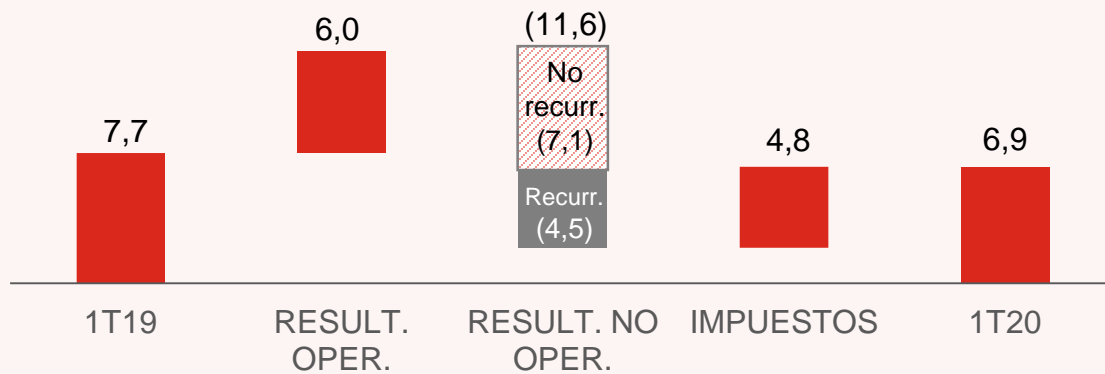 7,7
6,0
(11,6)
No
recurr.
(7,1)
Recurr.
(4,5)
4,8
6,9
1T19
RESULT.
OPER.
RESULT. NO
OPER.
IMPUESTOS
1T20